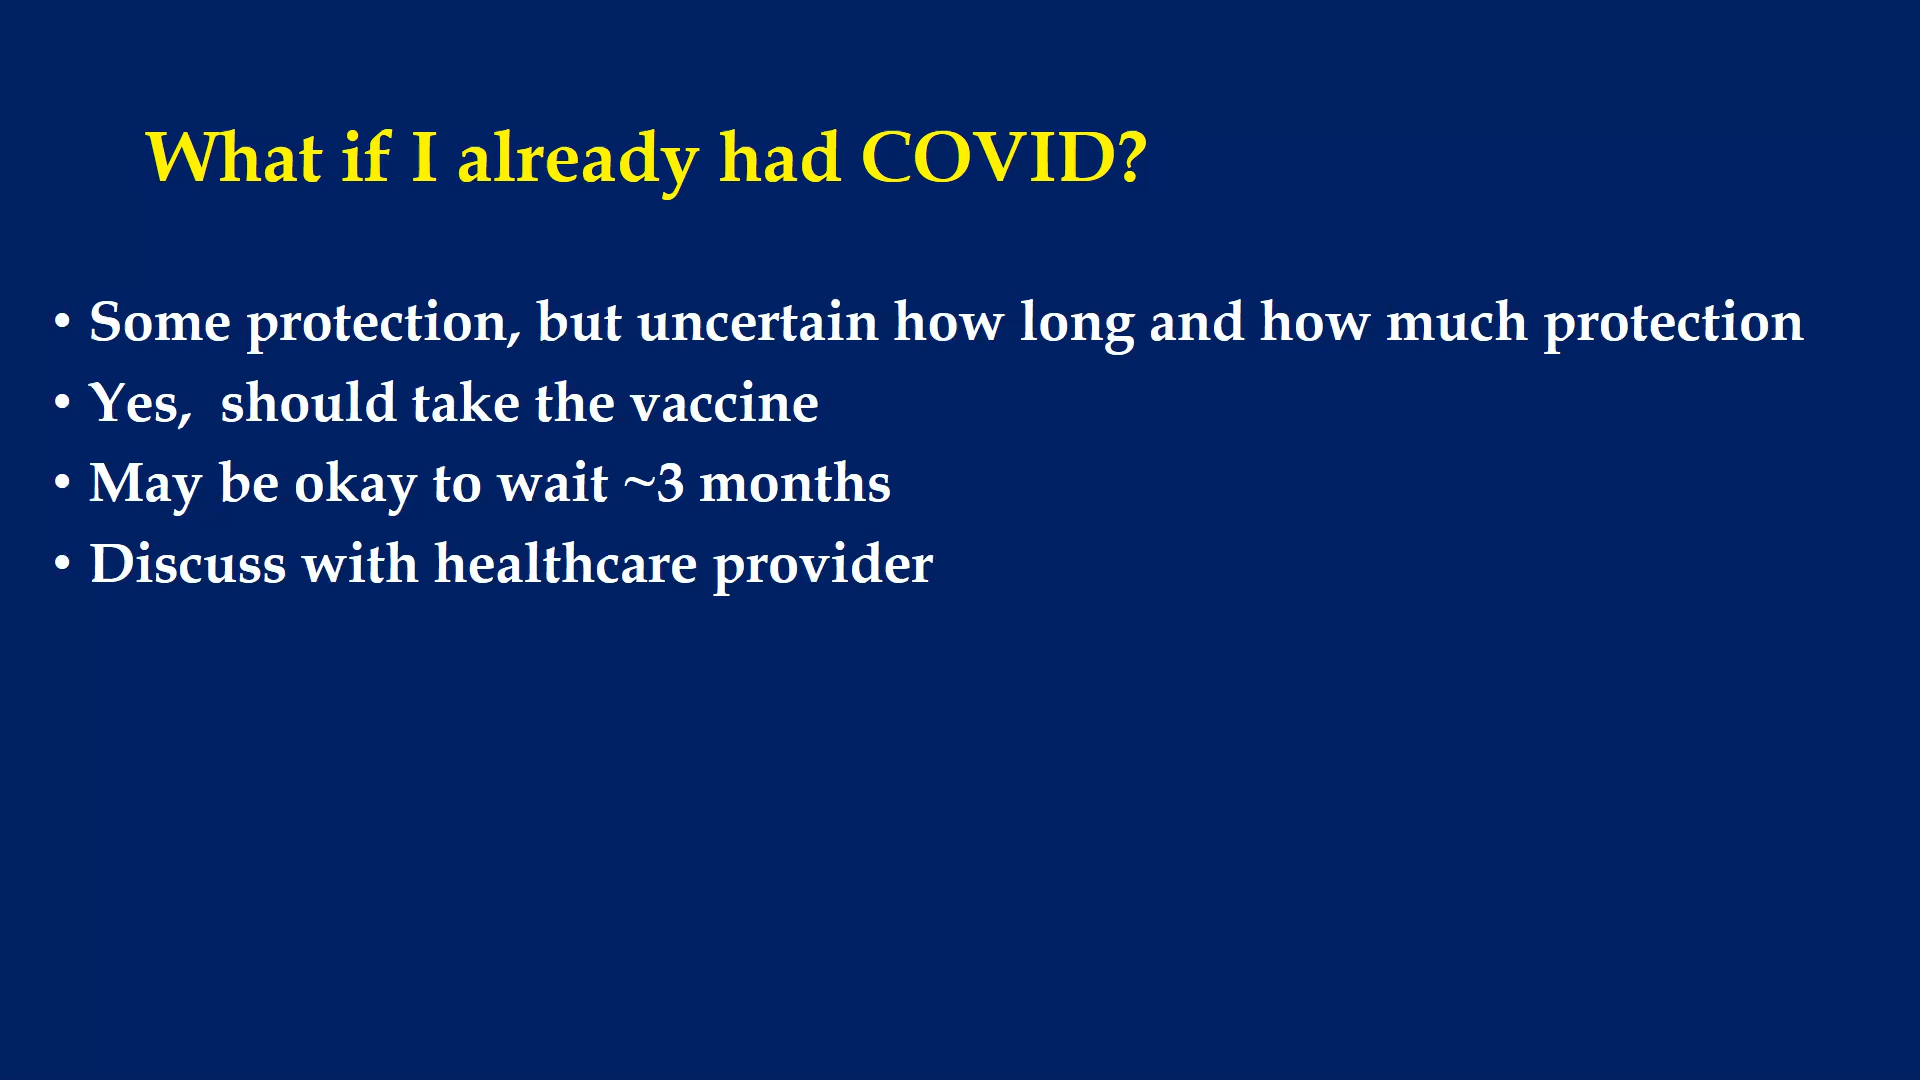 What if I already had COVID?
• Some protection, but uncertain how long and how much protection
• Yes,  should take the vaccine
• May be okay to wait ~3 months
• Discuss with healthcare provider